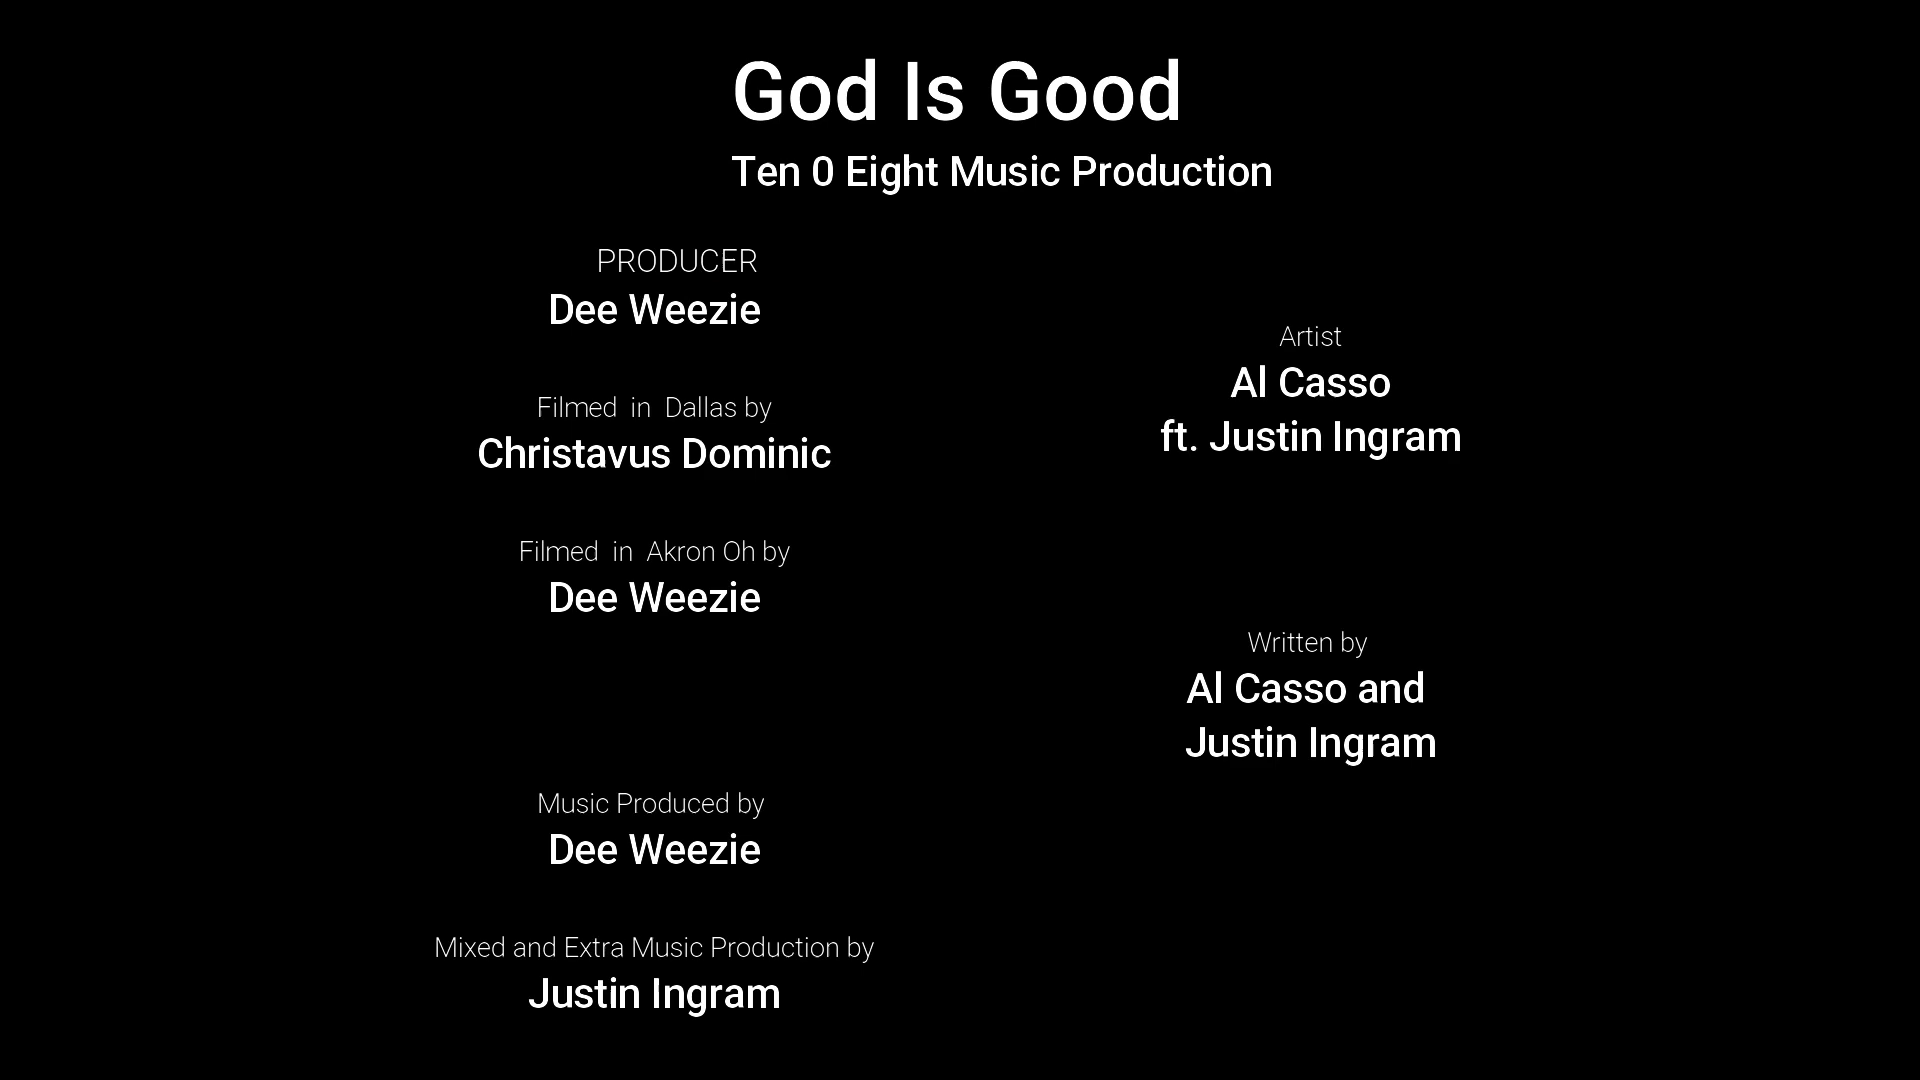 God Is Good
Ten 0 Eight Music Production
PRODUCER
Dee Weezie
Filmed in Dallas by
Christavus Dominic
Filmed in Akron Oh by
Dee Weezie
Music Produced by
Dee Weezie
Mixed and Extra Music Production by
Justin Ingram
Artist
Al Casso
ft. Justin Ingram
Written by
Al Casso and
Justin Ingram